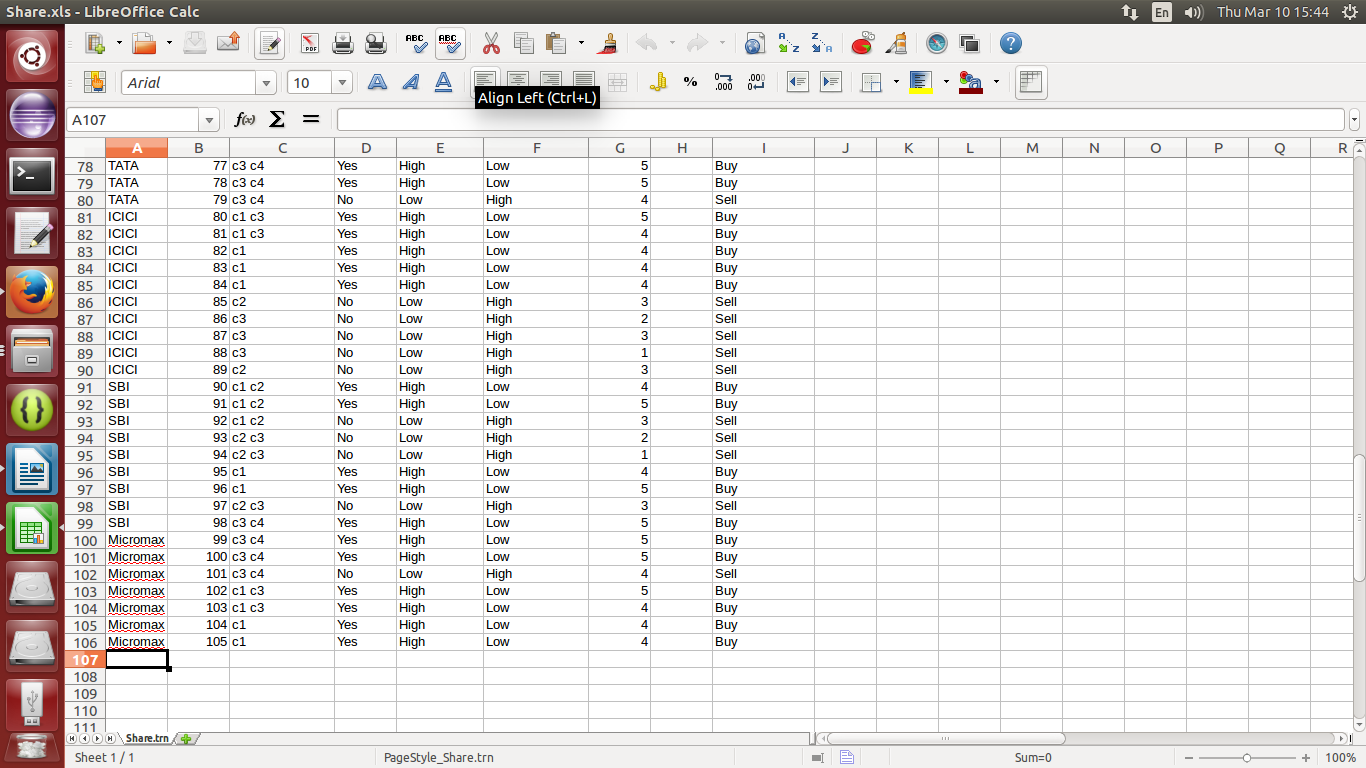 Share.xls - LibreOffice Calc En Thu Mar 10 15:44
PDF ABC ABC A Z Z A ?
Arial 10 A A A % 0.000 .000 0
Align Left (Ctrl+L)
A107 f(x) Σ =
A B C D E F G H I J K L M N O P Q R
78 TATA 77 c3 c4 Yes High Low 5 Buy
79 TATA 78 c3 c4 Yes High Low 5 Buy
80 TATA 79 c3 c4 No Low High 4 Sell
81 ICICI 80 c1 c3 Yes High Low 5 Buy
82 ICICI 81 c1 c3 Yes High Low 4 Buy
83 ICICI 82 c1 Yes High Low 4 Buy
84 ICICI 83 c1 Yes High Low 4 Buy
85 ICICI 84 c1 Yes High Low 4 Buy
86 ICICI 85 c2 No Low High 3 Sell
87 ICICI 86 c3 No Low High 2 Sell
88 ICICI 87 c3 No Low High 3 Sell
89 ICICI 88 c3 No Low High 1 Sell
90 ICICI 89 c2 No Low High 3 Sell
91 SBI 90 c1 c2 Yes High Low 4 Buy
92 SBI 91 c1 c2 Yes High Low 5 Buy
93 SBI 92 c1 c2 No Low High 3 Sell
94 SBI 93 c2 c3 No Low High 2 Sell
95 SBI 94 c2 c3 No Low High 1 Sell
96 SBI 95 c1 Yes High Low 4 Buy
97 SBI 96 c1 Yes High Low 5 Buy
98 SBI 97 c2 c3 No Low High 3 Sell
99 SBI 98 c3 c4 Yes High Low 5 Buy
100 Micromax 99 c3 c4 Yes High Low 5 Buy
101 Micromax 100 c3 c4 Yes High Low 5 Buy
102 Micromax 101 c3 c4 No Low High 4 Sell
103 Micromax 102 c1 c3 Yes High Low 5 Buy
104 Micromax 103 c1 c3 Yes High Low 4 Buy
105 Micromax 104 c1 Yes High Low 4 Buy
106 Micromax 105 c1 Yes High Low 4 Buy
107
108
109
110
111
Share.trn
Sheet 1 / 1 PageStyle_Share.trn Sum=0 100%